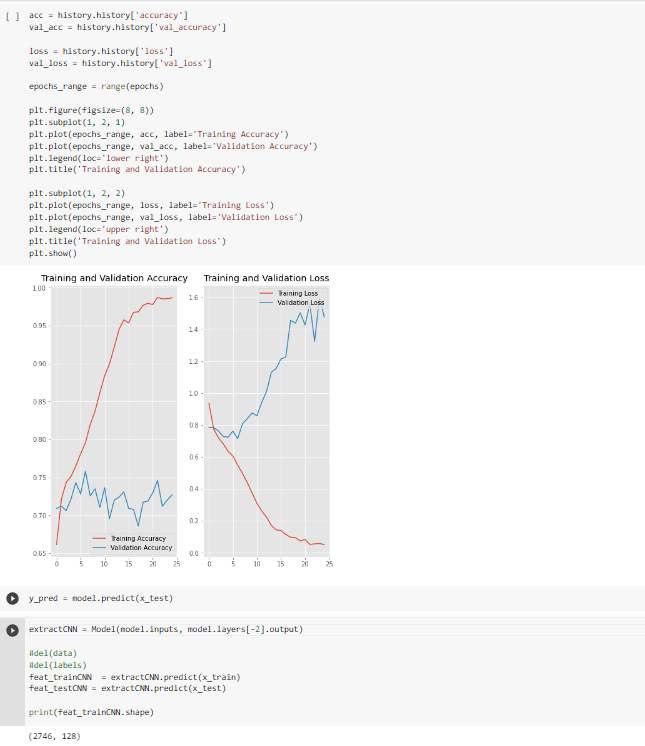 [ ] acc = history.history['accuracy']
val_acc = history.history['val_accuracy']
loss = history.history['loss']
val_loss = history.history['val_loss']
epochs_range = range(epochs)
plt.figure(figsize=(8, 8))
plt.subplot(1, 2, 1)
plt.plot(epochs_range, acc, label='Training Accuracy')
plt.plot(epochs_range, val_acc, label='Validation Accuracy')
plt.legend(loc='lower right')
plt.title('Training and Validation Accuracy')
plt.subplot(1, 2, 2)
plt.plot(epochs_range, loss, label='Training Loss')
plt.plot(epochs_range, val_loss, label='Validation Loss')
plt.legend(loc='upper right')
plt.title('Training and Validation Loss')
plt.show()
Training and Validation Accuracy
1.00
0.95
0.90
0.85
0.80
0.75
0.70
0.65
Training Accuracy
Validation Accuracy
0 5 10 15 20 25
Training and Validation Loss
Training Loss
Validation Loss
1.6
1.4
1.2
1.0
0.8
0.6
0.4
0.2
0.0
0 5 10 15 20 25
y_pred = model.predict(x_test)
extractCNN = Model(model.inputs, model.layers[-2].output)
#del(data)
#del(labels)
feat_trainCNN  = extractCNN.predict(x_train)
feat_testCNN = extractCNN.predict(x_test)
print(feat_trainCNN.shape)
(2746, 128)